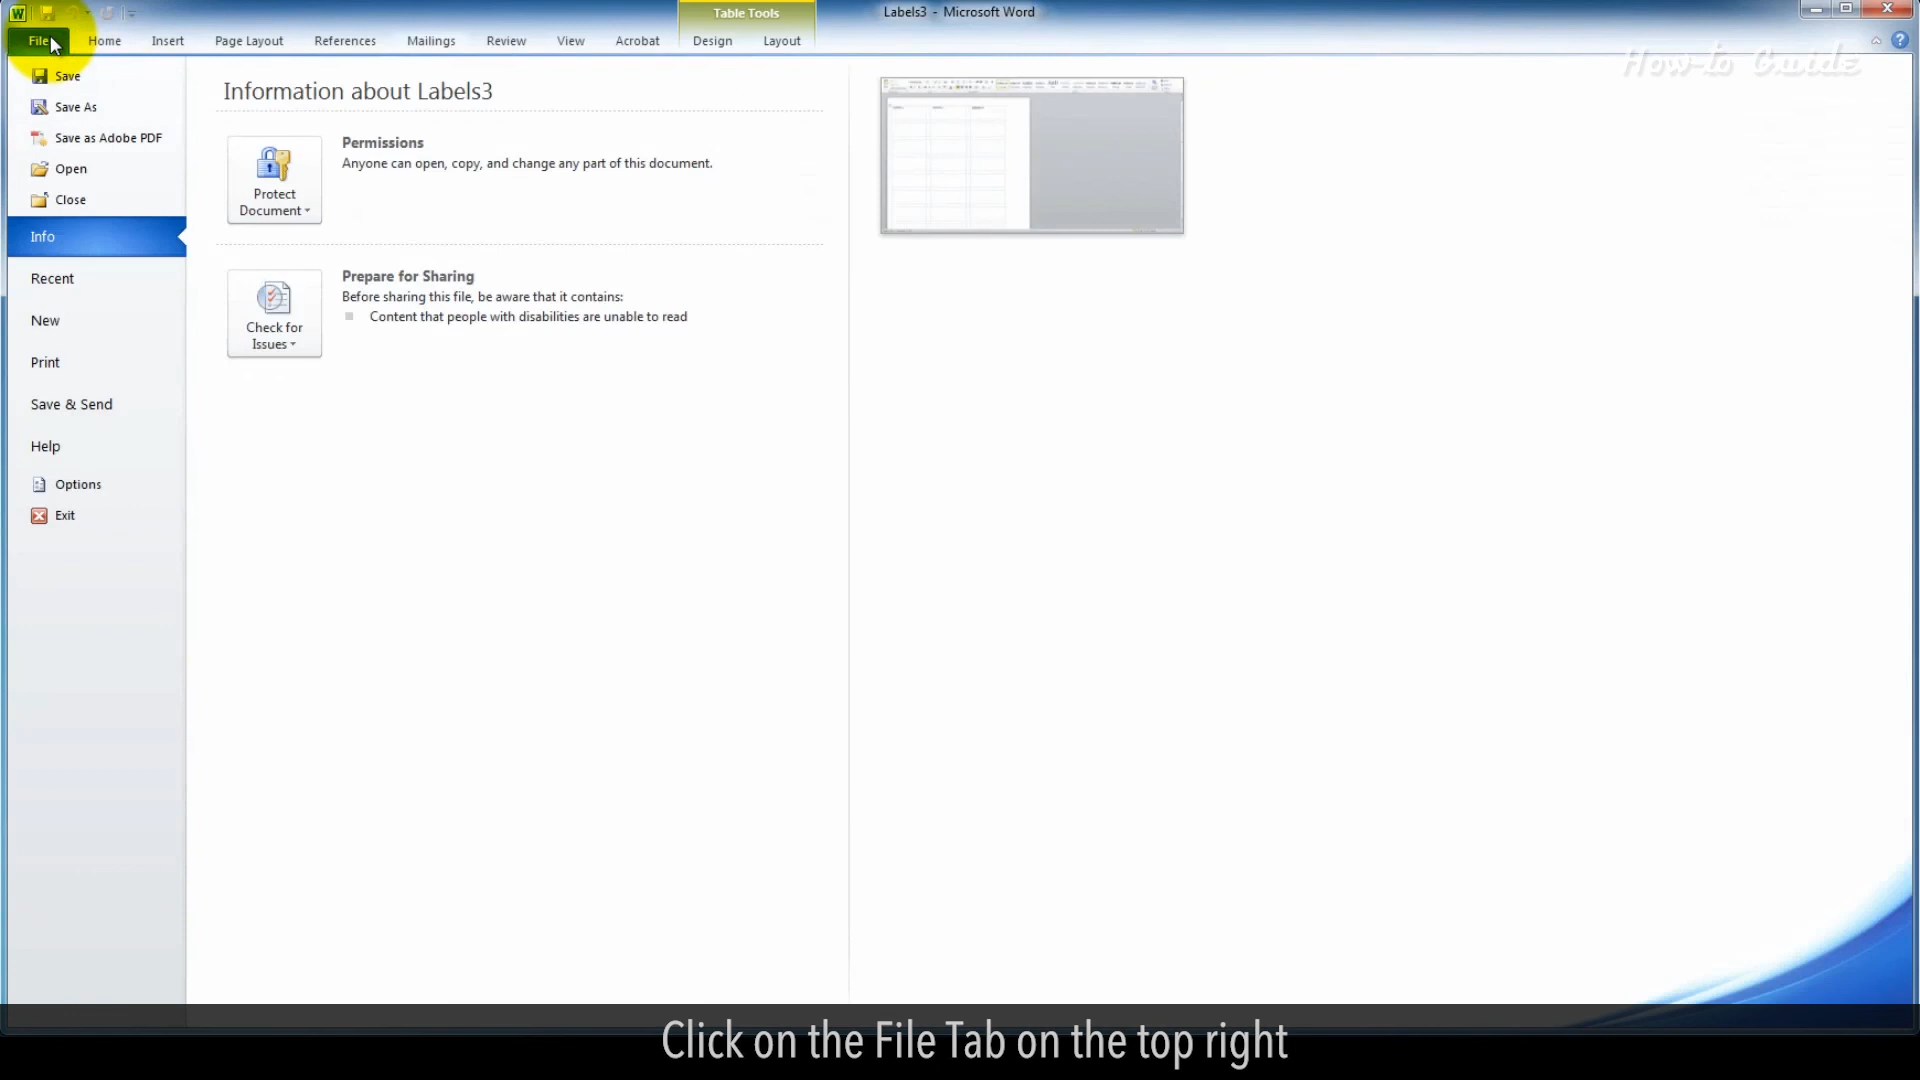 Table Tools
Labels3 - Microsoft Word
File
Home
Insert
Page Layout
References
Mailings
Review
View
Acrobat
Design
Layout
How-to Guide
Save
Save As
Save as Adobe PDF
Open
Close
Info
Recent
New
Print
Save & Send
Help
Options
Exit
Information about Labels3
Protect
Document
Permissions
Anyone can open, copy, and change any part of this document.
Check for
Issues
Prepare for Sharing
Before sharing this file, be aware that it contains:
Content that people with disabilities are unable to read
Click on the File Tab on the top right